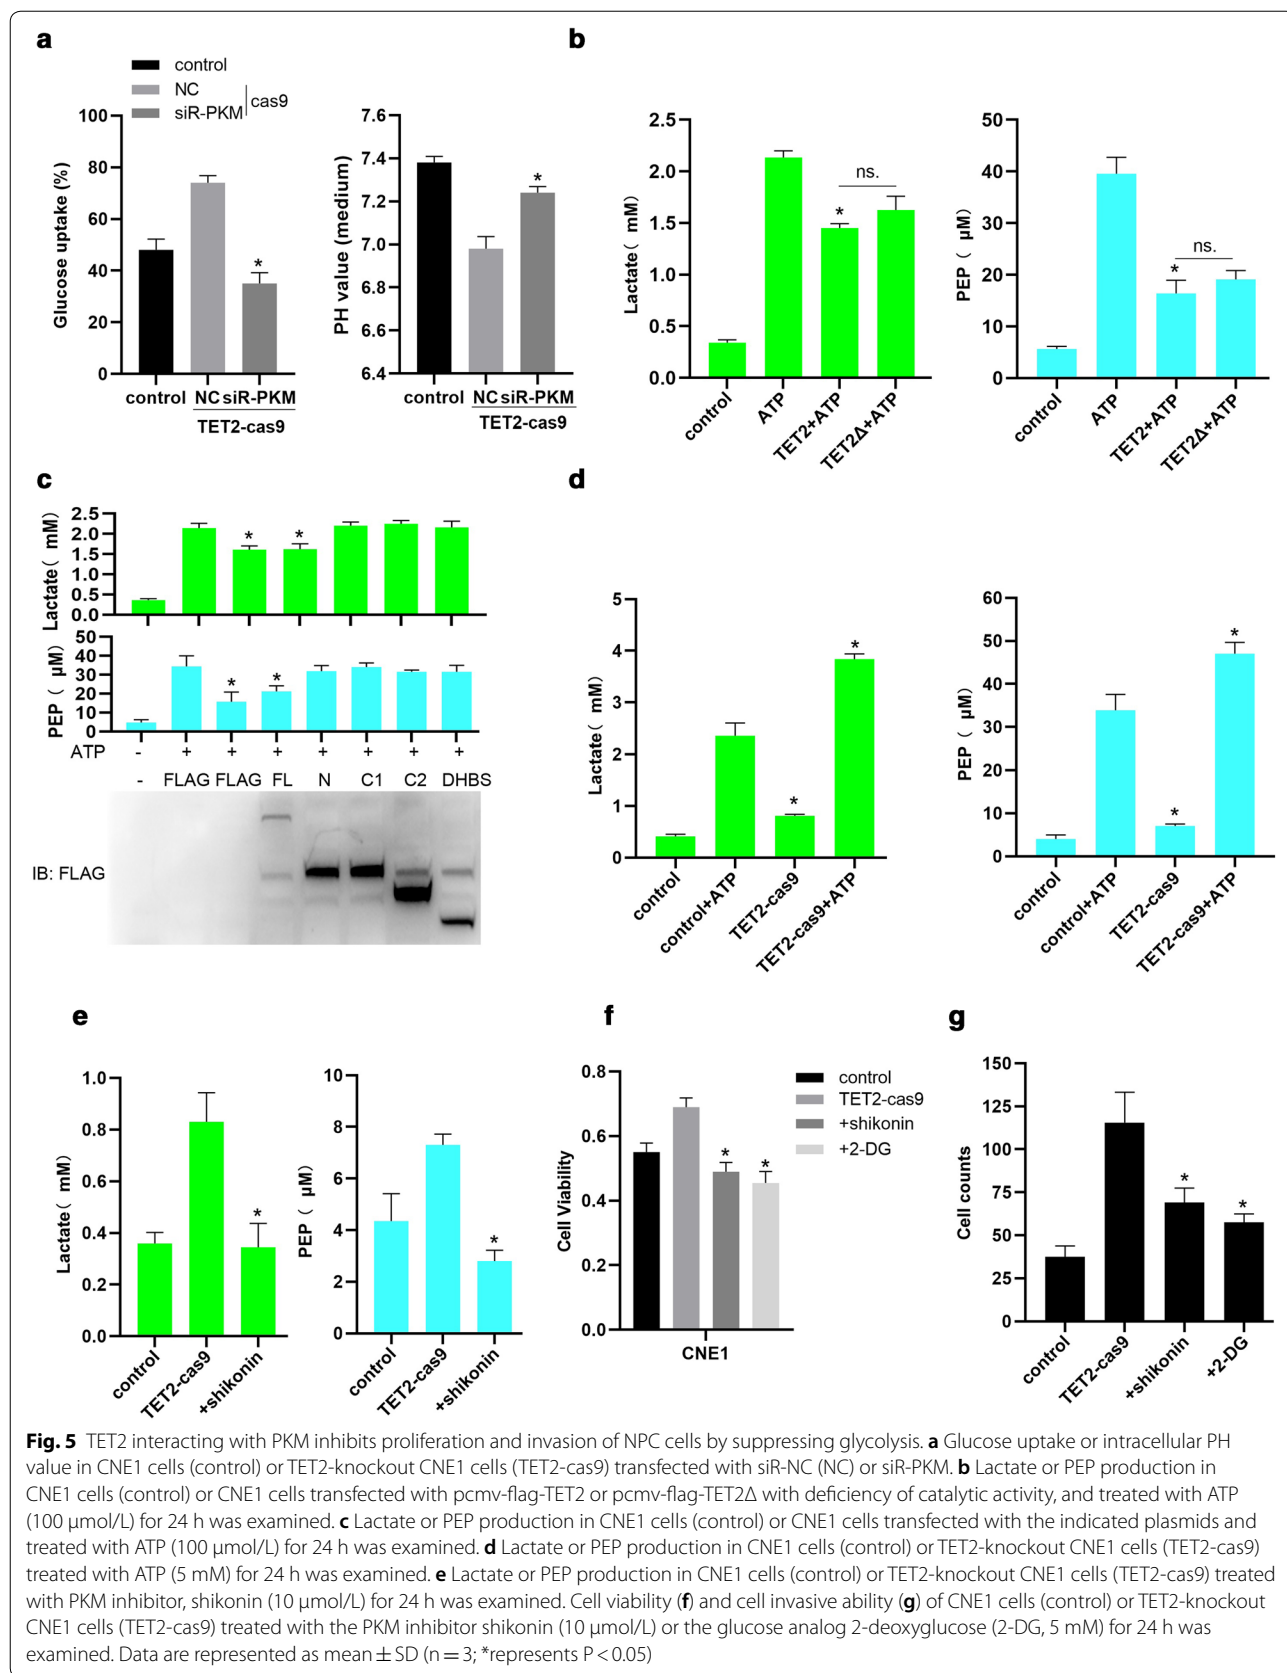 a
control
NC
siR-PKM
cas9
Glucose uptake (%)
100
80
60
40
20
0
*
control NC siR-PKM
TET2-cas9
PH value (medium)
7.6
7.4
7.2
7.0
6.8
6.6
6.4
*
control NC siR-PKM
TET2-cas9
b
Lactate( mM)
2.5
2.0
1.5
1.0
0.5
0.0
*
ns.
control
ATP
TET2+ATP
TET2Δ+ATP
PEP ( μM)
50
40
30
20
10
0
*
ns.
control
ATP
TET2+ATP
TET2Δ+ATP
c
Lactate( mM)
2.5
2.0
1.5
1.0
0.5
0.0
* *
PEP ( μM)
50
40
30
20
10
0
* *
ATP - + + + + + + +
- FLAG FLAG FL N C1 C2 DHBS
IB: FLAG
d
Lactate( mM)
5
4
3
2
1
0
* *
control
control+ATP
TET2-cas9
TET2-cas9+ATP
PEP ( μM)
60
50
40
30
20
10
0
* *
control
control+ATP
TET2-cas9
TET2-cas9+ATP
e
Lactate( mM)
1.0
0.8
0.6
0.4
0.2
0.0
*
control
TET2-cas9
+shikonin
PEP ( μM)
10
8
6
4
2
0
*
control
TET2-cas9
+shikonin
f
Cell Viability
0.8
0.6
0.4
0.2
0.0
* *
CNE1
control
TET2-cas9
+shikonin
+2-DG
g
Cell counts
150
125
100
75
50
25
0
* *
control
TET2-cas9
+shikonin
+2-DG
Fig. 5 TET2 interacting with PKM inhibits proliferation and invasion of NPC cells by suppressing glycolysis. a Glucose uptake or intracellular PH
value in CNE1 cells (control) or TET2-knockout CNE1 cells (TET2-cas9) transfected with siR-NC (NC) or siR-PKM. b Lactate or PEP production in
CNE1 cells (control) or CNE1 cells transfected with pcmv-flag-TET2 or pcmv-flag-TET2Δ with deficiency of catalytic activity, and treated with ATP
(100 μmol/L) for 24 h was examined. c Lactate or PEP production in CNE1 cells (control) or CNE1 cells transfected with the indicated plasmids and
treated with ATP (100 μmol/L) for 24 h was examined. d Lactate or PEP production in CNE1 cells (control) or TET2-knockout CNE1 cells (TET2-cas9)
treated with ATP (5 mM) for 24 h was examined. e Lactate or PEP production in CNE1 cells (control) or TET2-knockout CNE1 cells (TET2-cas9) treated
with PKM inhibitor, shikonin (10 μmol/L) for 24 h was examined. Cell viability (f) and cell invasive ability (g) of CNE1 cells (control) or TET2-knockout
CNE1 cells (TET2-cas9) treated with the PKM inhibitor shikonin (10 μmol/L) or the glucose analog 2-deoxyglucose (2-DG, 5 mM) for 24 h was
examined. Data are represented as mean ± SD (n = 3; *represents P < 0.05)